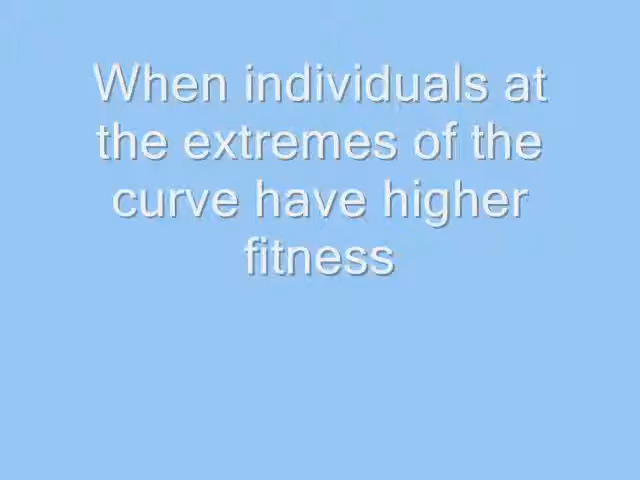 When individuals at
the extremes of the
curve have higher
fitness